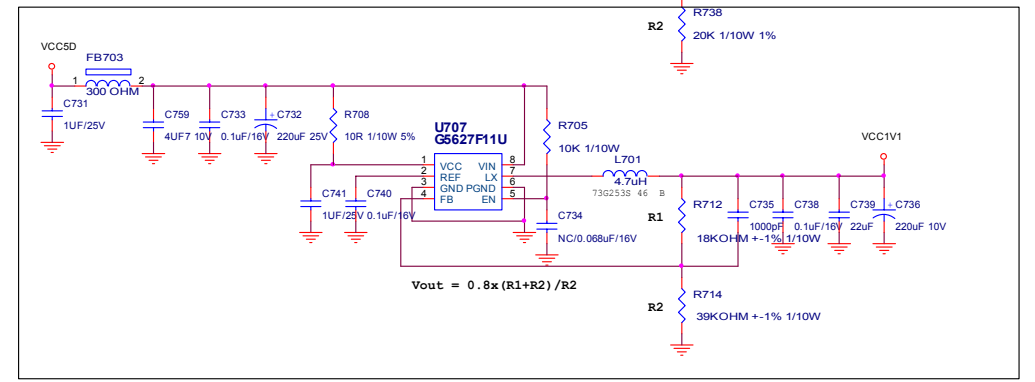 R738
R2
20K 1/10W 1%
VCC5D
FB703
1
2
300 OHM
C731
1UF/25V
C759
4UF7 10V
C733
0.1uF/16V
+
C732
220uF 25V
R708
10R 1/10W 5%
U707
G5627F11U
R705
10K 1/10W
VCC1V1
1 VCC VIN 8
2 REF LX 7
3 GND PGND 6
4 FB EN 5
L701
4.7uH
73G253S 46 B
C741
1UF/25V
C740
0.1uF/16V
C734
NC/0.068uF/16V
R1
R712
18KOHM +-1% 1/10W
C735
1000pF
C738
0.1uF/16V
C739
22uF
+
C736
220uF 10V
Vout = 0.8x(R1+R2)/R2
R2
R714
39KOHM +-1% 1/10W